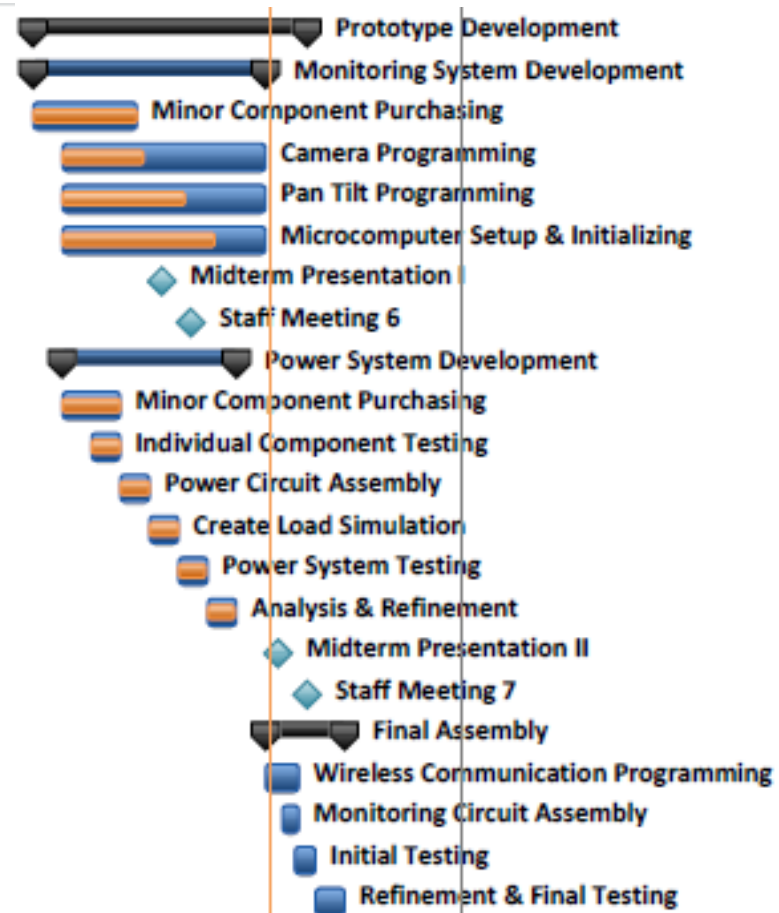 Prototype Development
Monitoring System Development
Minor Component Purchasing
Camera Programming
Pan Tilt Programming
Microcomputer Setup & Initializing
Midterm Presentation I
Staff Meeting 6
Power System Development
Minor Component Purchasing
Individual Component Testing
Power Circuit Assembly
Create Load Simulation
Power System Testing
Analysis & Refinement
Midterm Presentation II
Staff Meeting 7
Final Assembly
Wireless Communication Programming
Monitoring Circuit Assembly
Initial Testing
Refinement & Final Testing